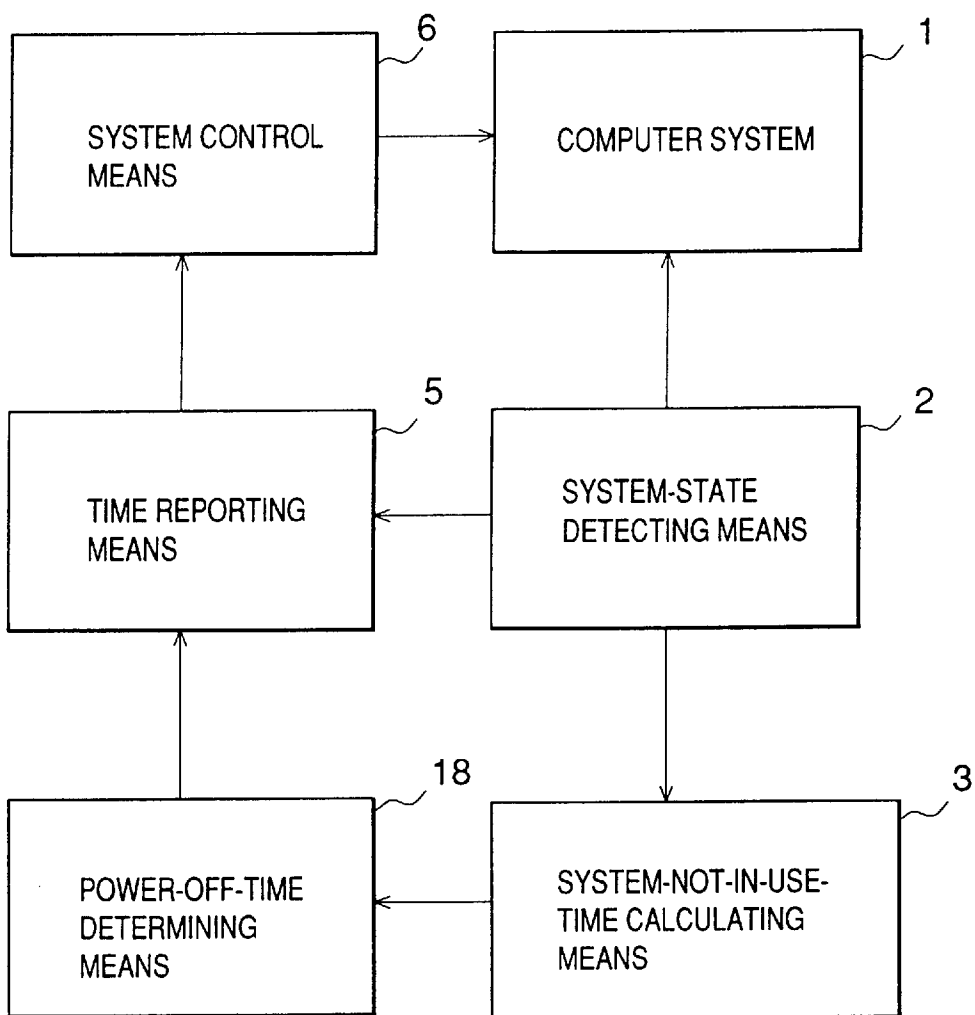 6
SYSTEM CONTROL
MEANS
1
COMPUTER SYSTEM
5
TIME REPORTING
MEANS
2
SYSTEM-STATE
DETECTING MEANS
18
POWER-OFF-TIME
DETERMINING
MEANS
3
SYSTEM-NOT-IN-USE-
TIME CALCULATING
MEANS